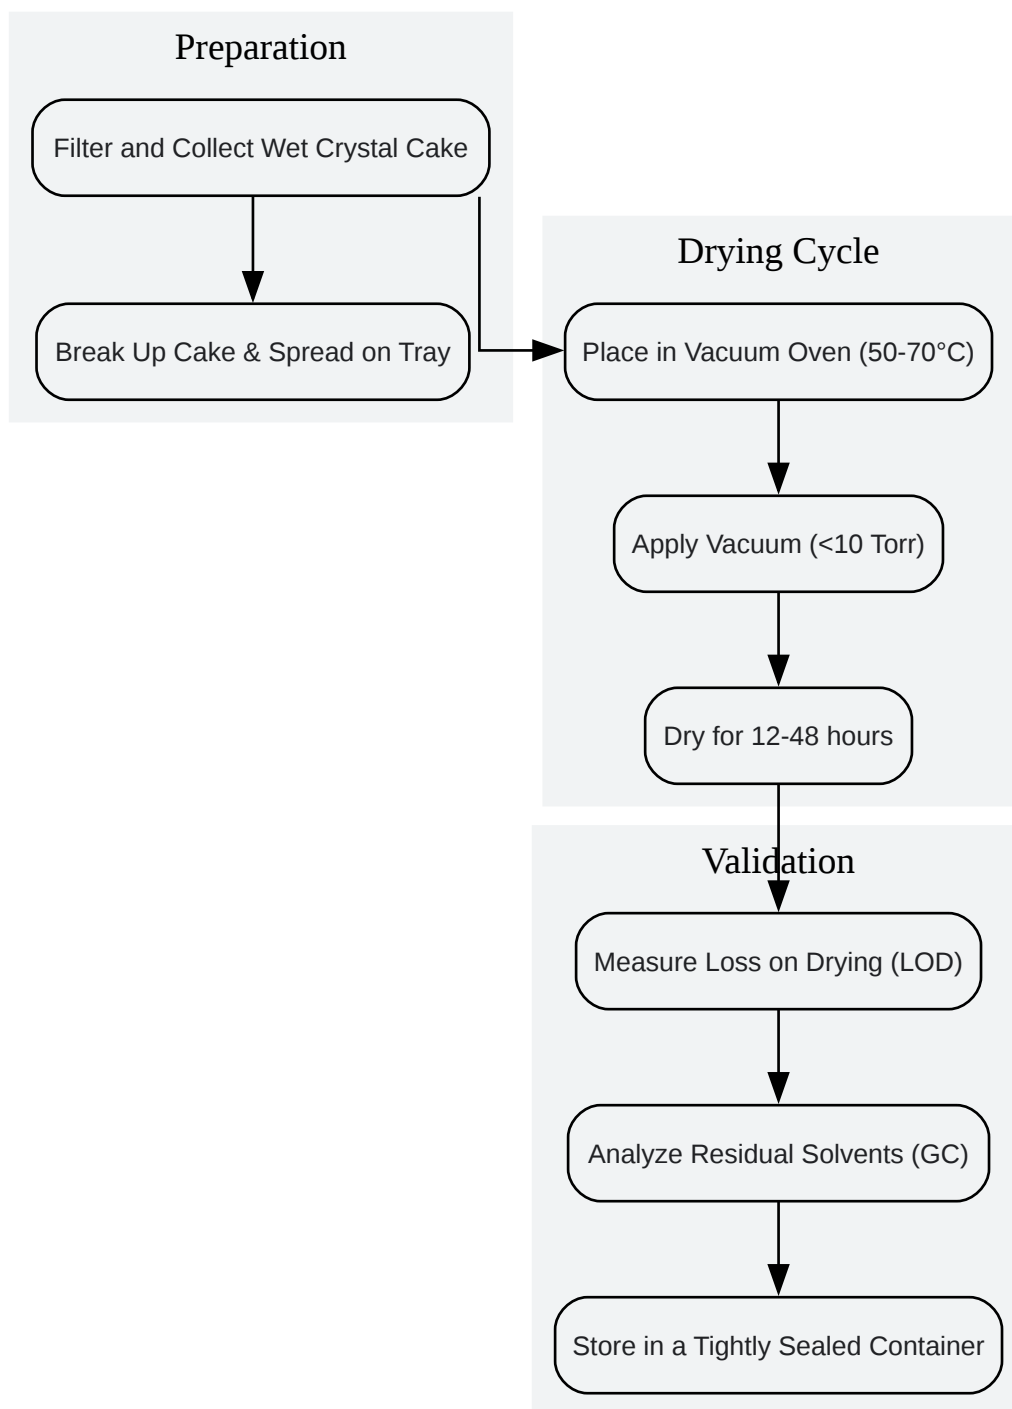 Preparation
Filter and Collect Wet Crystal Cake
Break Up Cake & Spread on Tray
Drying Cycle
Place in Vacuum Oven (50-70°C)
Apply Vacuum (<10 Torr)
Dry for 12-48 hours
Validation
Measure Loss on Drying (LOD)
Analyze Residual Solvents (GC)
Store in a Tightly Sealed Container